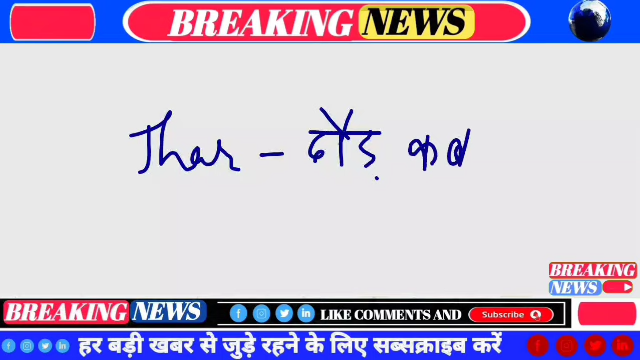 BREAKING NEWS
Thar – दौड़ कब
BREAKING
NEWS
BREAKING NEWS LIKE COMMENTS AND Subscribe
हर बड़ी खबर से जुड़े रहने के लिए सब्सक्राइब करें